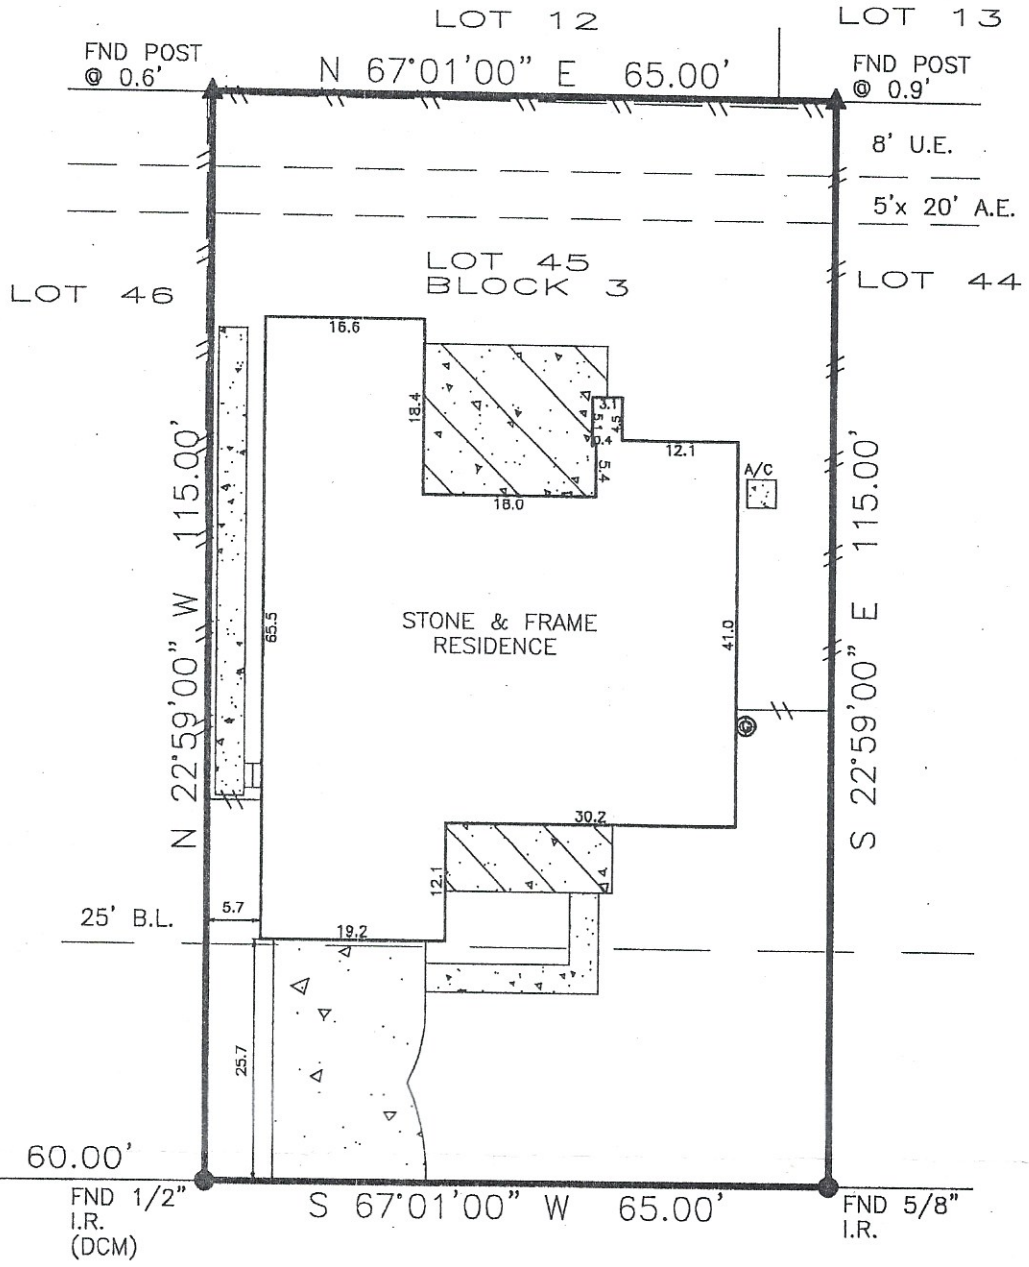 LOT 12
LOT 13
FND POST
@ 0.6'
N 67°01'00" E 65.00'
FND POST
@ 0.9'
8' U.E.
5'x 20' A.E.
LOT 45
BLOCK 3
LOT 46
LOT 44
16.6
18.4
3.1
5.1
4.5
0.4
12.1
5.4
A/C
18.0
N 22°59'00" W 115.00'
S 22°59'00" E 115.00'
65.5
STONE & FRAME
RESIDENCE
41.0
G
30.2
12.1
5.7
25' B.L.
19.2
25.7
60.00'
FND 1/2"
I.R.
(DCM)
S 67°01'00" W 65.00'
FND 5/8"
I.R.